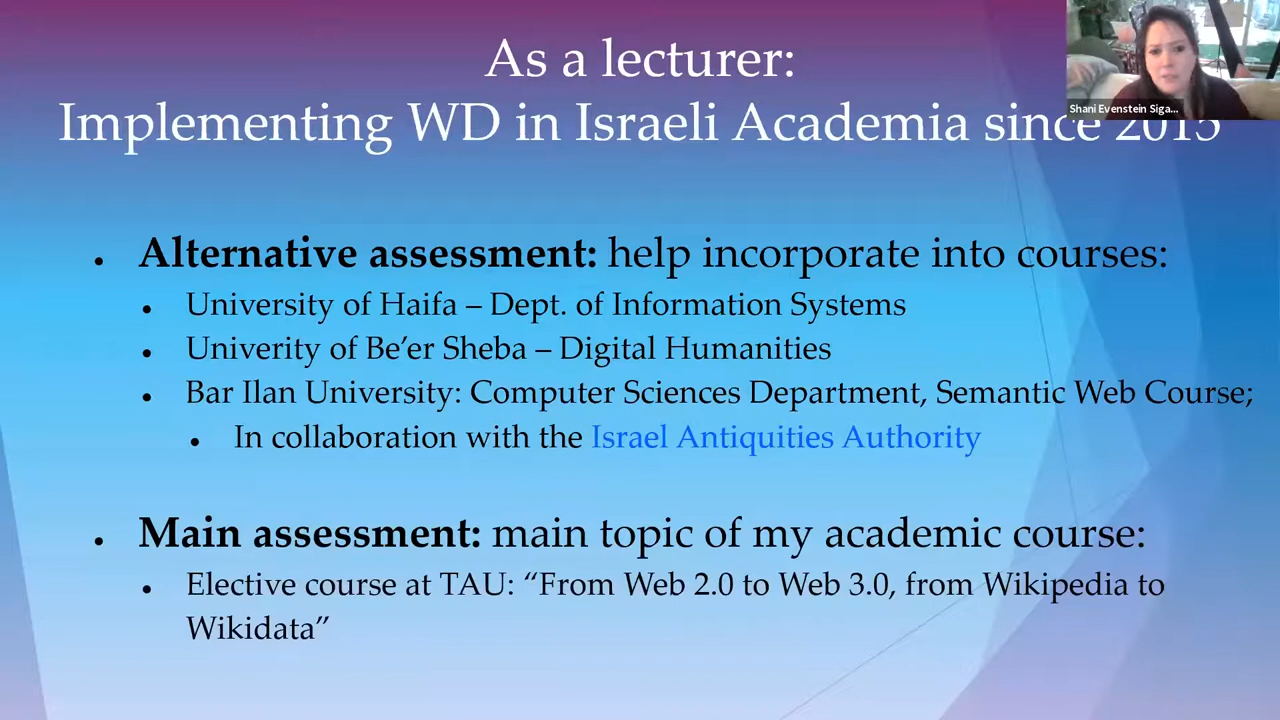 As a lecturer:
Implementing WD in Israeli Academia since 2015
Shani Evenstein Siga...
• Alternative assessment: help incorporate into courses:
• University of Haifa – Dept. of Information Systems
• Univerity of Be’er Sheba – Digital Humanities
• Bar Ilan University: Computer Sciences Department, Semantic Web Course;
• In collaboration with the Israel Antiquities Authority
• Main assessment: main topic of my academic course:
• Elective course at TAU: “From Web 2.0 to Web 3.0, from Wikipedia to
Wikidata”